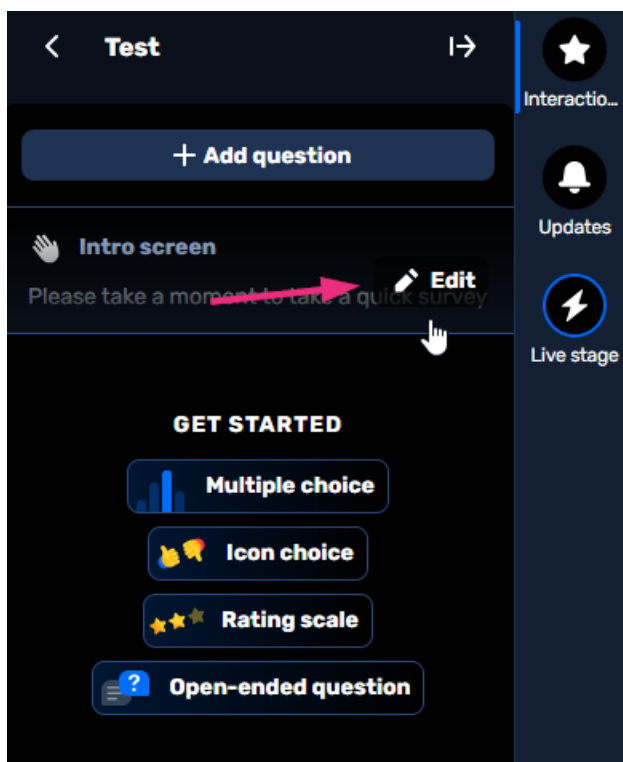 Test
Interactio...
+ Add question
Updates
Intro screen
Edit
Please take a moment to take a quick survey
Live stage
GET STARTED
Multiple choice
Icon choice
Rating scale
? Open-ended question